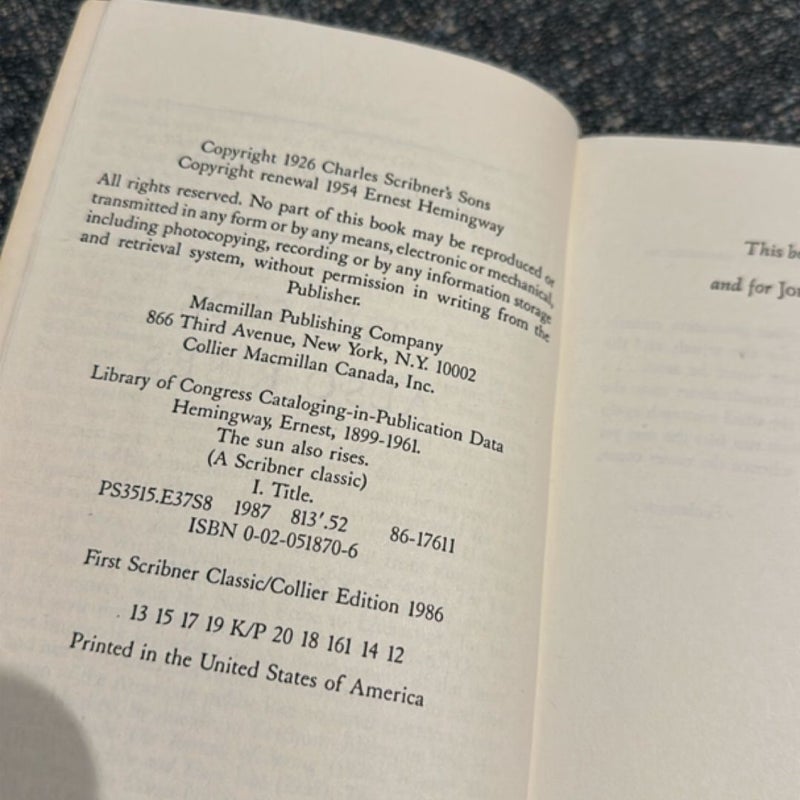 Copyright 1926 Charles Scribner's Sons
Copyright renewal 1954 Ernest Hemingway
All rights reserved. No part of this book may be reproduced or
transmitted in any form or by any means, electronic or mechanical,
including photocopying, recording or by any information storage
and retrieval system, without permission in writing from the
Publisher.
Macmillan Publishing Company
866 Third Avenue, New York, N.Y. 10002
Collier Macmillan Canada, Inc.
Library of Congress Cataloging-in-Publication Data
Hemingway, Ernest, 1899-1961.
The sun also rises.
(A Scribner classic)
I. Title.
PS3515.E37S8 1987 813'.52 86-17611
ISBN 0-02-051870-6
First Scribner Classic/Collier Edition 1986
13 15 17 19 K/P 20 18 161 14 12
Printed in the United States of America
This
and for